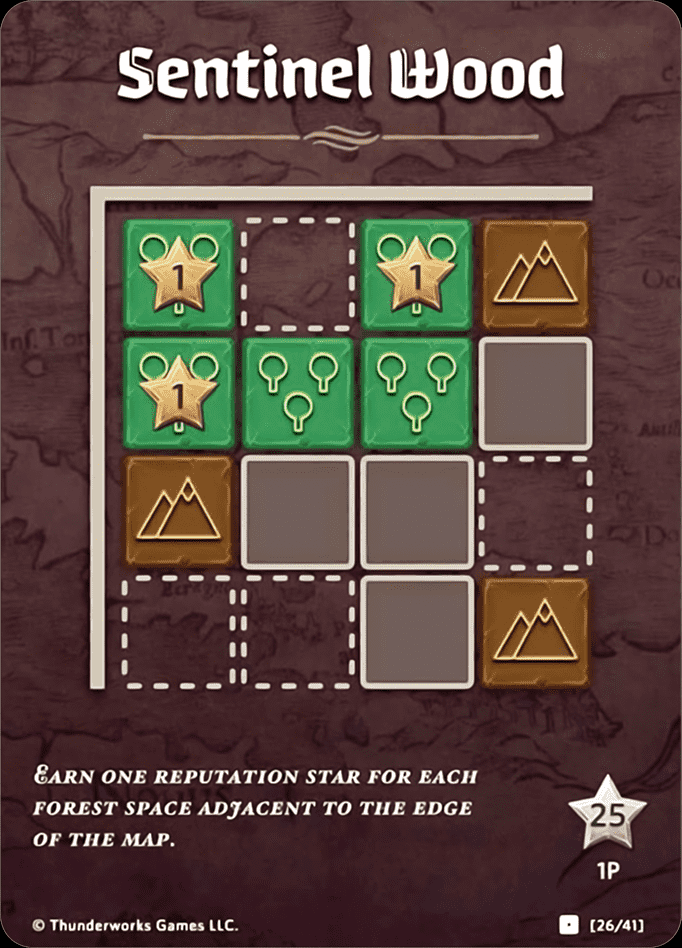 Sentinel Wood
1
1
1
Earn one reputation star for each
forest space adjacent to the edge
of the map.
25
1P
© Thunderworks Games LLC.
[26/41]